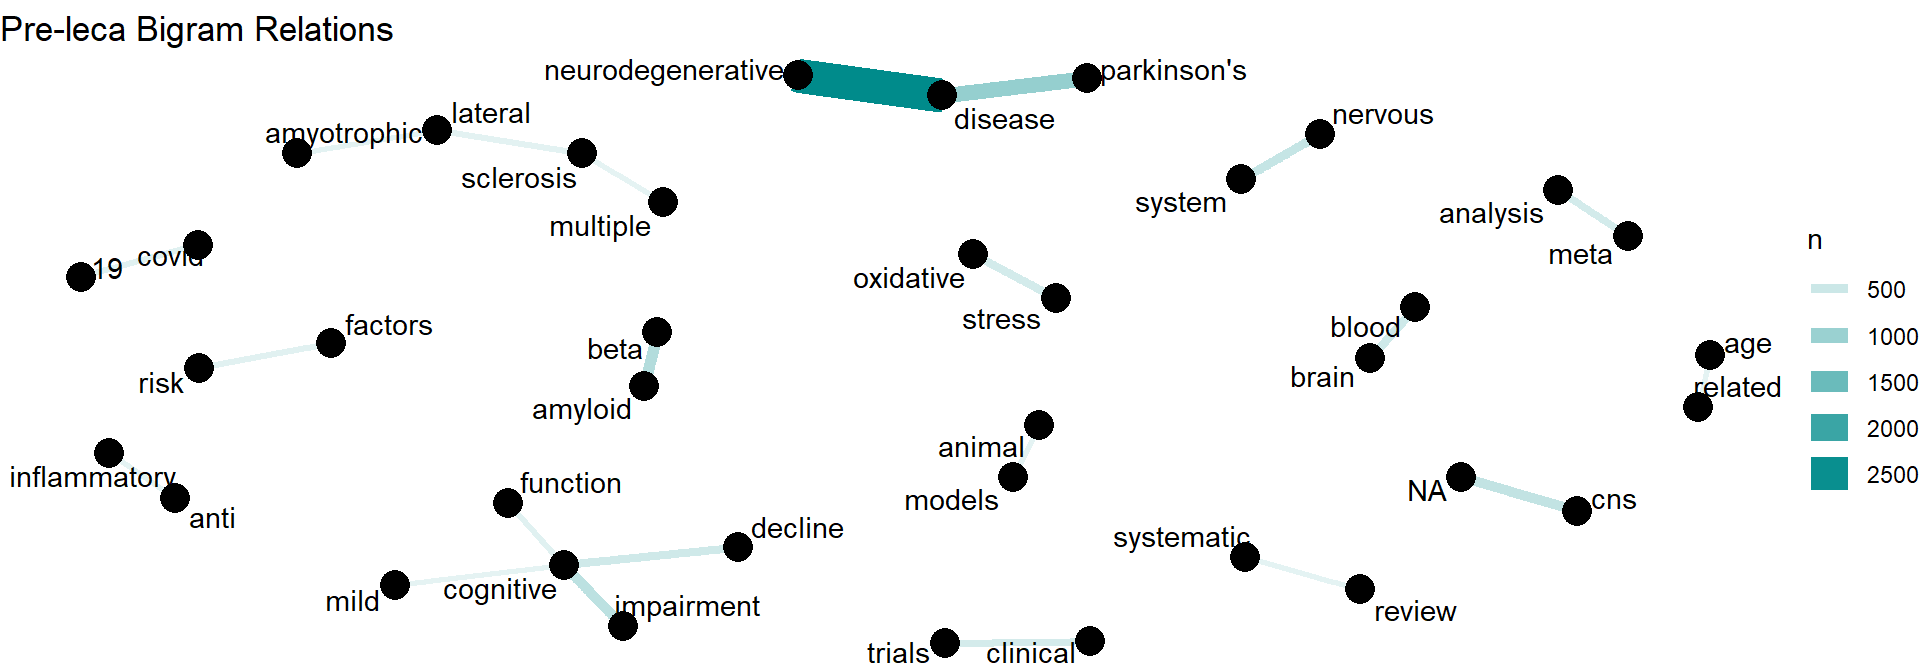 Pre-leca Bigram Relations
neurodegenerative
parkinson's
disease
lateral
amyotrophic
nervous
sclerosis
system
multiple
analysis
meta
n
covid
19
oxidative
500
stress
factors
blood
1000
beta
age
risk
brain
related
1500
amyloid
animal
2000
inflammatory
function
models
NA
cns
2500
anti
decline
systematic
mild
cognitive
impairment
review
trials
clinical